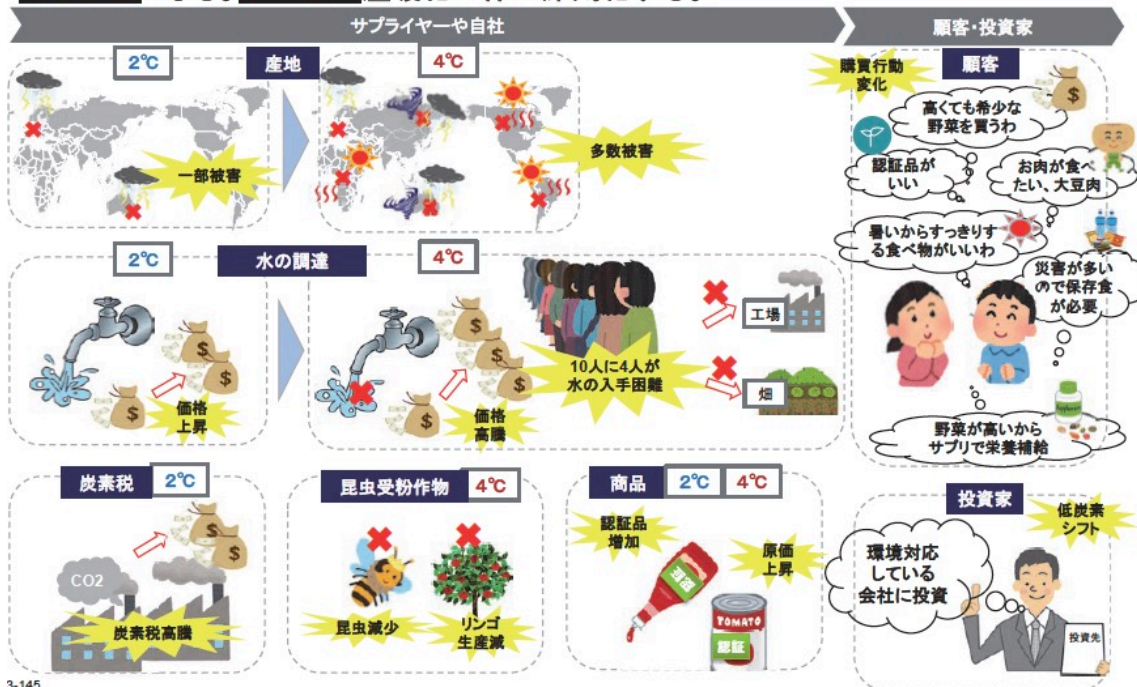 サプライヤーや自社
顧客・投資家
2℃
産地
4℃
一部被害
多数被害
2℃
水の調達
4℃
価格
上昇
価格
高騰
10人に4人が
水の入手困難
工場
畑
炭素税
2℃
CO2
炭素税高騰
昆虫受粉作物
4℃
昆虫減少
リンゴ
生産減
商品
2℃
4℃
認証品
増加
原価
上昇
認証
TOMATO
認証
購買行動
変化
顧客
高くても希少な
野菜を買うわ
認証品が
いい
お肉が食べ
たい、大豆肉
暑いからすっきりす
る食べ物がいいわ
災害が多い
ので保存食
が必要
野菜が高いから
サプリで栄養補給
投資家
低炭素
シフト
環境対応
している
会社に投資
投資先
3-145